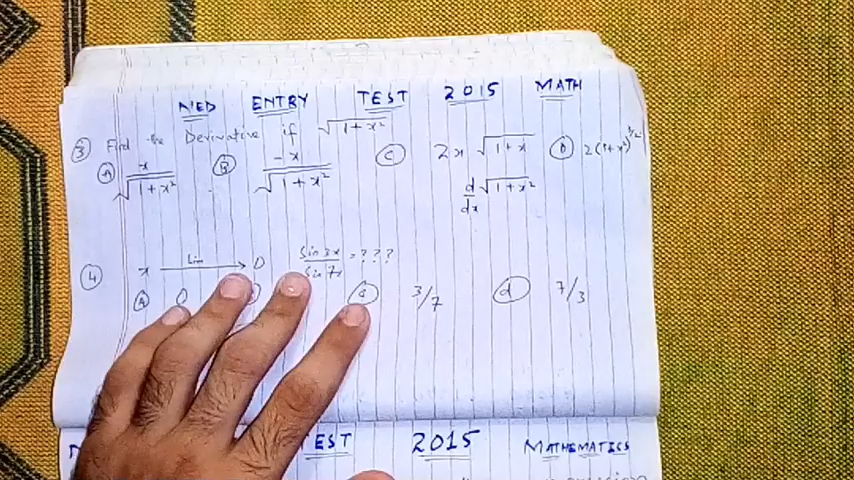 NED ENTRY TEST 2015 MATH
③ Find the Derivative if √(1+x²)
Ⓐ x/√(1+x²) Ⓑ -x/√(1+x²) Ⓒ 2x √(1+x) Ⓓ 2(1+x²)^(3/2)
d/dx √(1+x²)
④ x Lim→ 0 Sin 3x/Sin 7x = ???
Ⓐ Ⓒ 3/7 ⓓ 7/3
TEST 2015 MATHEMATICS